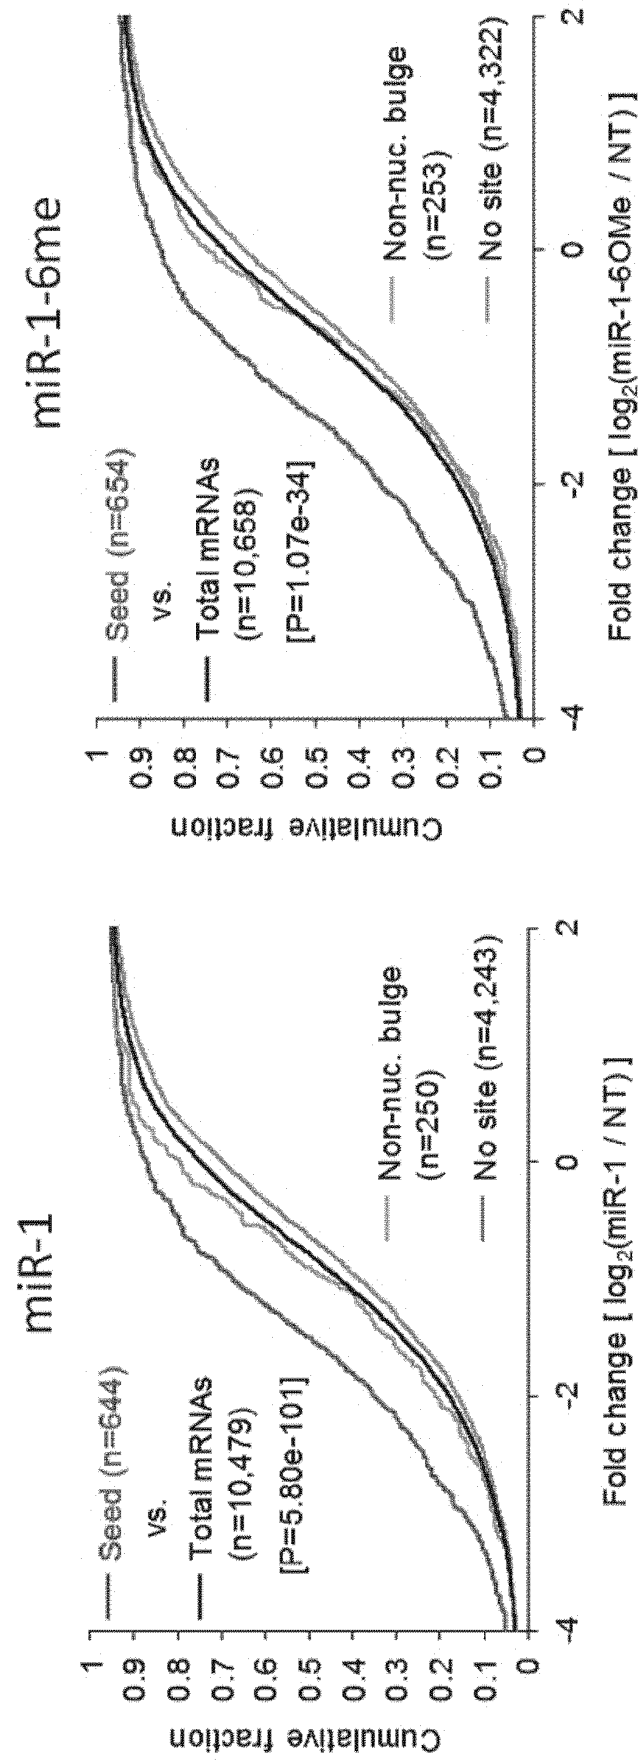 miR-1
Cumulative fraction
1
0.9
0.8
0.7
0.6
0.5
0.4
0.3
0.2
0.1
0
Seed (n=644)
vs.
Total mRNAs
(n=10,479)
[P=5.80e-101]
Non-nuc. bulge
(n=250)
No site (n=4,243)
-4
-2
0
2
Fold change [ log₂(miR-1 / NT) ]
miR-1-6me
Cumulative fraction
1
0.9
0.8
0.7
0.6
0.5
0.4
0.3
0.2
0.1
0
Seed (n=654)
vs.
Total mRNAs
(n=10,658)
[P=1.07e-34]
Non-nuc. bulge
(n=253)
No site (n=4,322)
-4
-2
0
2
Fold change [ log₂(miR-1-6OMe / NT) ]